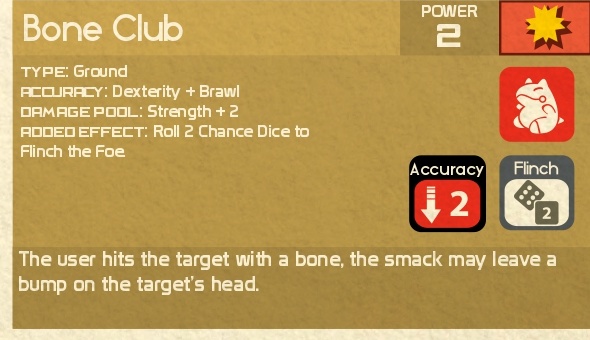 Bone Club
POWER
2
TYPE: Ground
ACCURACY: Dexterity + Brawl
DAMAGE POOL: Strength + 2
ADDED EFFECT: Roll 2 Chance Dice to
Flinch the Foe.
Accuracy
2
Flinch
2
The user hits the target with a bone, the smack may leave a
bump on the target's head.